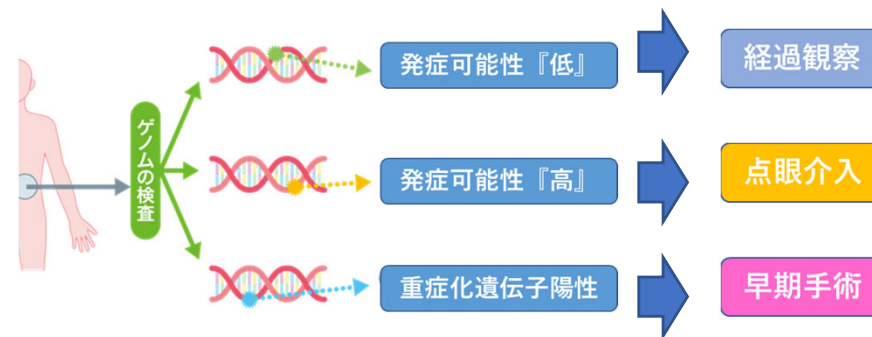 ゲノムの検査
発症可能性『低』
経過観察
発症可能性『高』
点眼介入
重症化遺伝子陽性
早期手術